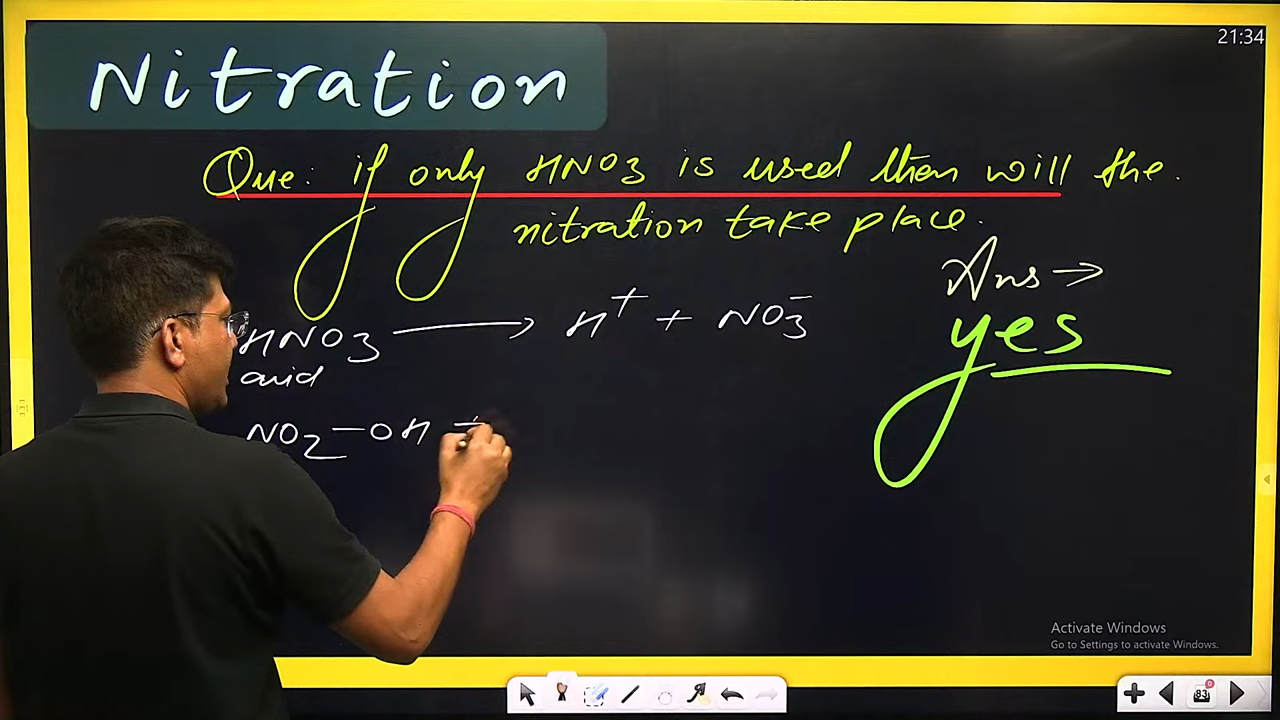 21:34
Nitration
Que: if only HNO3 is used then will the
nitration take place.
Ans →
yes
HNO3 ⟶ H+ + NO3-
acid
NO2-OH +
Activate Windows
Go to Settings to activate Windows.
93